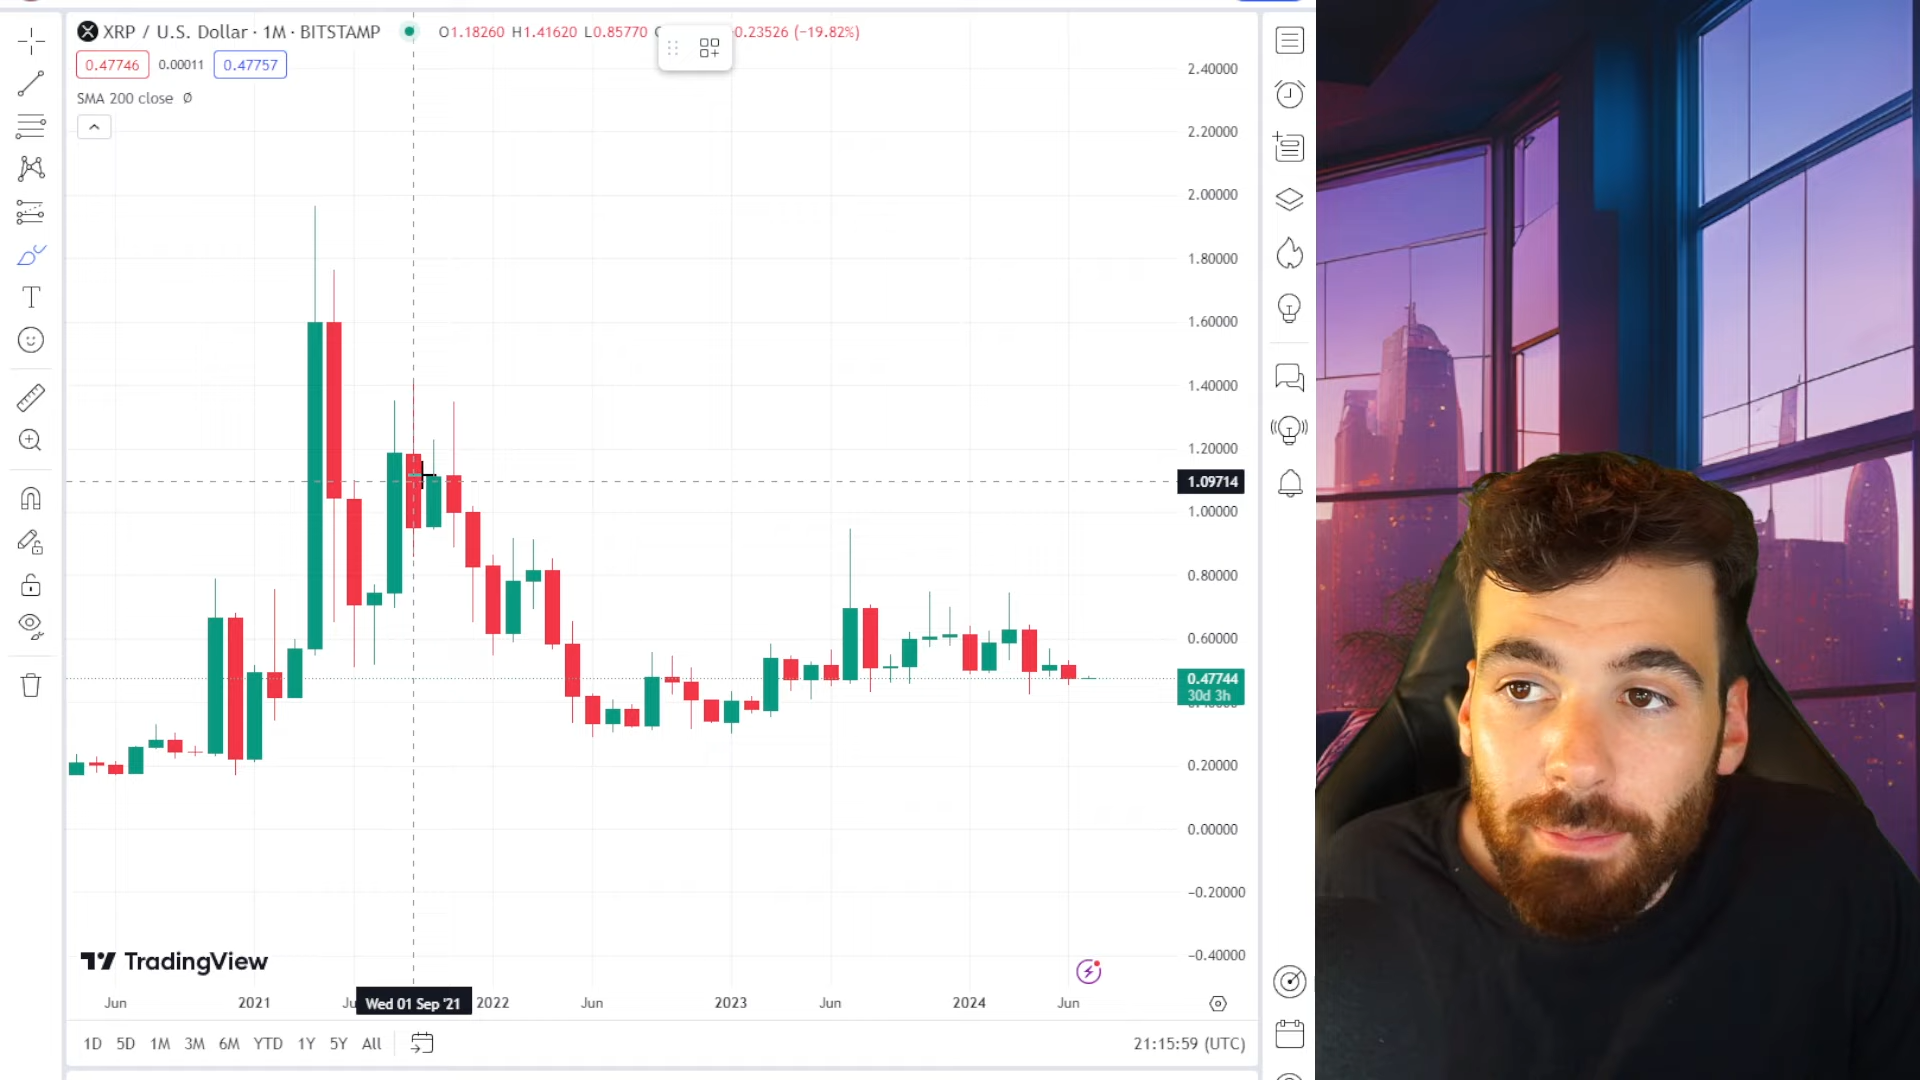 XRP / U.S. Dollar · 1M · BITSTAMP
O1.18260 H1.41620 L0.85770
0.23526 (−19.82%)
0.47746
0.00011
0.47757
SMA 200 close Ø
2.40000
2.20000
2.00000
1.80000
1.60000
1.40000
1.20000
1.09714
1.00000
0.80000
0.60000
0.47744
30d 3h
0.20000
0.00000
−0.20000
−0.40000
TradingView
Jun
2021
Wed 01 Sep '21
2022
Jun
2023
Jun
2024
Jun
1D 5D 1M 3M 6M YTD 1Y 5Y All
21:15:59 (UTC)